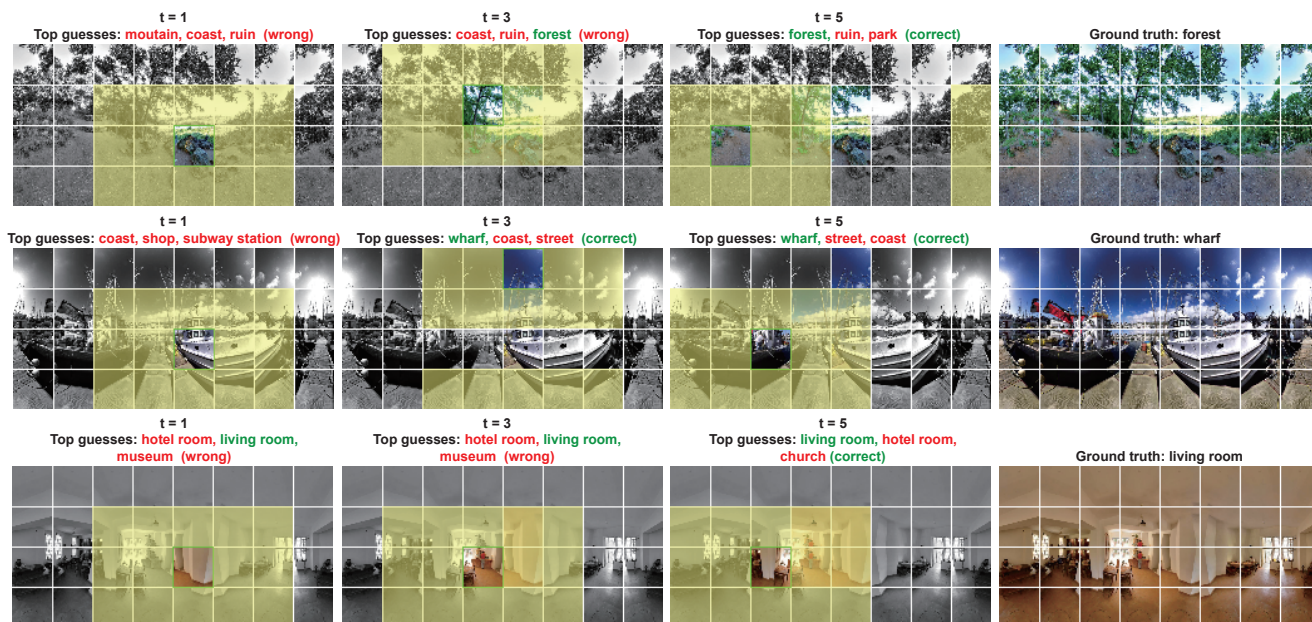 t = 1
Top guesses: moutain, coast, ruin (wrong)
t = 3
Top guesses: coast, ruin, forest (wrong)
t = 5
Top guesses: forest, ruin, park (correct)
Ground truth: forest
t = 1
Top guesses: coast, shop, subway station (wrong)
t = 3
Top guesses: wharf, coast, street (correct)
t = 5
Top guesses: wharf, street, coast (correct)
Ground truth: wharf
t = 1
Top guesses: hotel room, living room,
museum (wrong)
t = 3
Top guesses: hotel room, living room,
museum (wrong)
t = 5
Top guesses: living room, hotel room,
church (correct)
Ground truth: living room